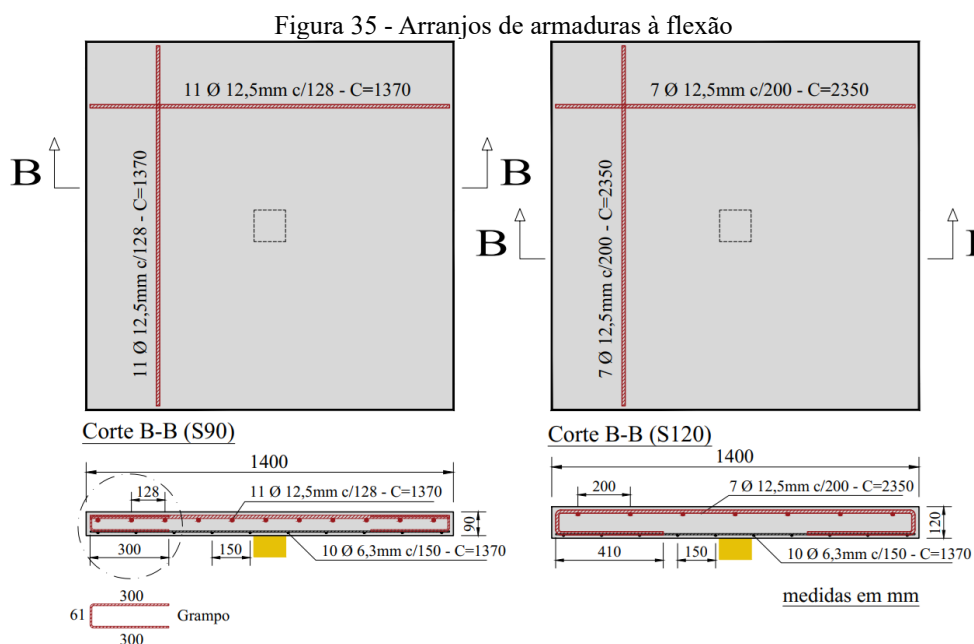 Figura 35 - Arranjos de armaduras à flexão
11 Ø 12,5mm c/128 - C=1370
11 Ø 12,5mm c/128 - C=1370
B
B
7 Ø 12,5mm c/200 - C=2350
7 Ø 12,5mm c/200 - C=2350
B
Corte B-B (S90)
1400
128
11 Ø 12,5mm c/128 - C=1370
90
300
150
10 Ø 6,3mm c/150 - C=1370
300
61
Grampo
300
Corte B-B (S120)
1400
200
7 Ø 12,5mm c/200 - C=2350
120
410
150
10 Ø 6,3mm c/150 - C=1370
medidas em mm